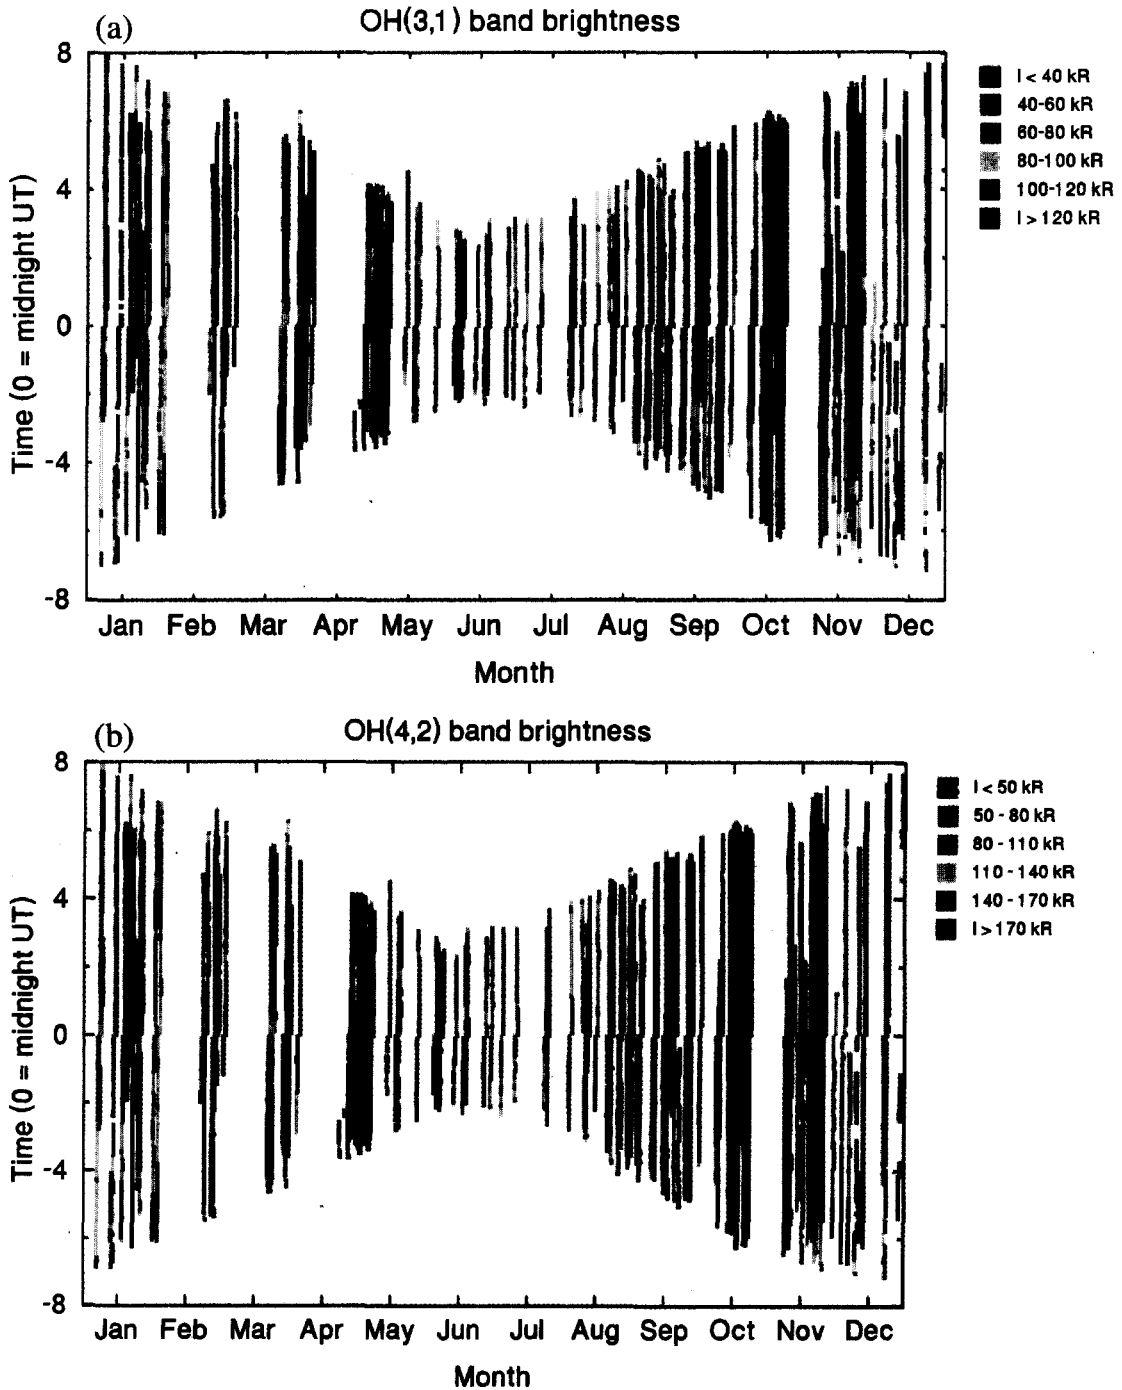 (a)
OH(3,1) band brightness
8
4
0
-4
-8
Time (0 = midnight UT)
Jan Feb Mar Apr May Jun Jul Aug Sep Oct Nov Dec
Month
I < 40 kR
40-60 kR
60-80 kR
80-100 kR
100-120 kR
I > 120 kR
(b)
OH(4,2) band brightness
8
4
0
-4
-8
Time (0 = midnight UT)
Jan Feb Mar Apr May Jun Jul Aug Sep Oct Nov Dec
Month
I < 50 kR
50 - 80 kR
80 - 110 kR
110 - 140 kR
140 - 170 kR
I > 170 kR